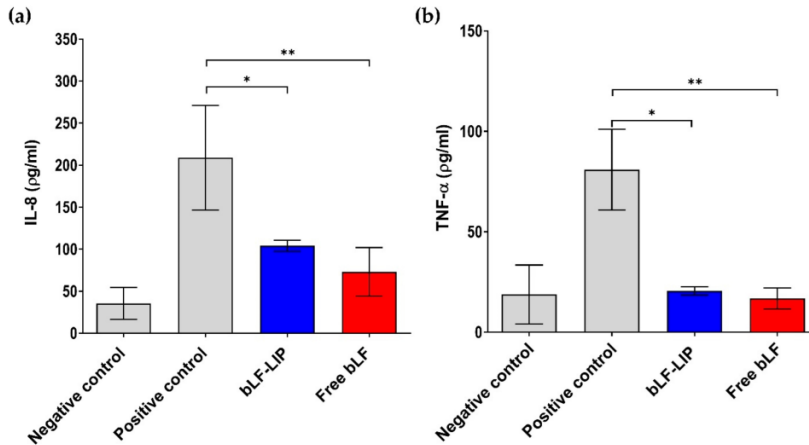 (a)
350
300
250
200
150
100
50
0
IL-8 (ρg/ml)
**
*
Negative control
Positive control
bLF-LIP
Free bLF
(b)
150
100
50
0
TNF-α (ρg/ml)
**
*
Negative control
Positive control
bLF-LIP
Free bLF